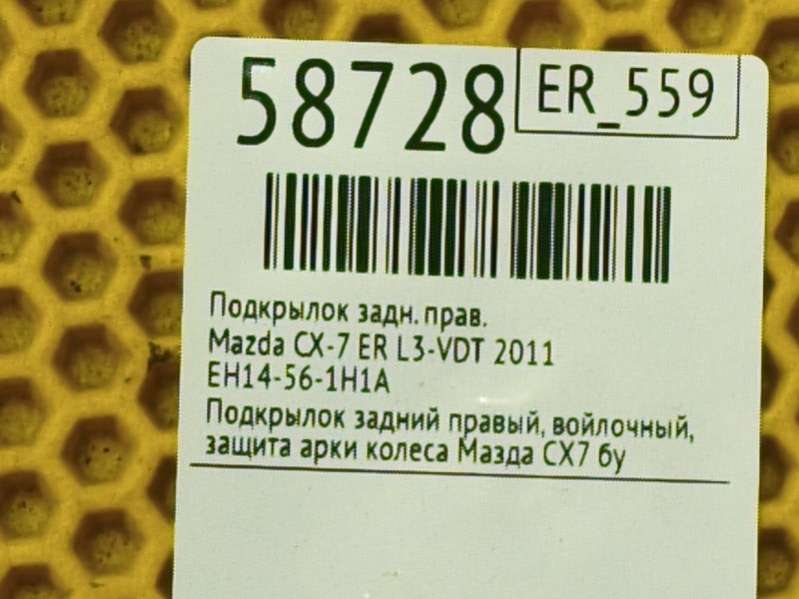 58728
ER_559
Подкрылок задн. прав.
Mazda CX-7 ER L3-VDT 2011
EH14-56-1H1A
Подкрылок задний правый, войлочный,
защита арки колеса Мазда CX7 бу